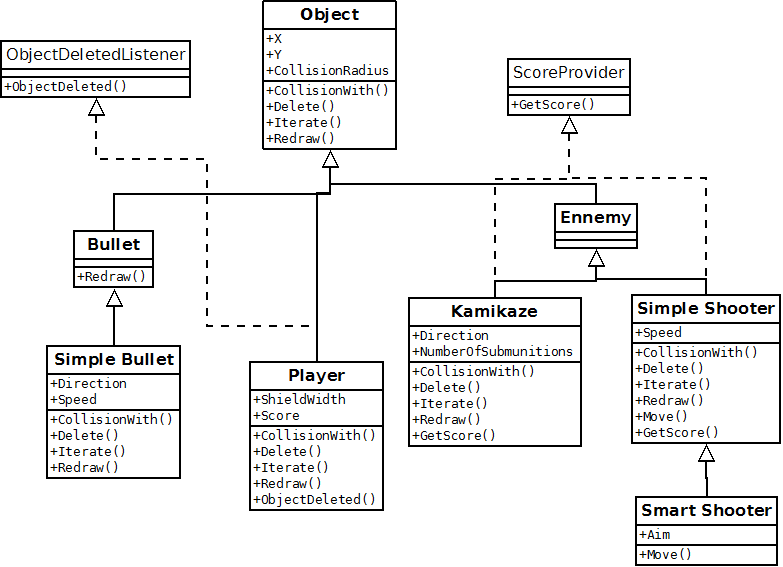 Object
+X
+Y
+CollisionRadius
+CollisionWith()
+Delete()
+Iterate()
+Redraw()
ObjectDeletedListener
+ObjectDeleted()
ScoreProvider
+GetScore()
Bullet
+Redraw()
Ennemy
Simple Bullet
+Direction
+Speed
+CollisionWith()
+Delete()
+Iterate()
+Redraw()
Player
+ShieldWidth
+Score
+CollisionWith()
+Delete()
+Iterate()
+Redraw()
+ObjectDeleted()
Kamikaze
+Direction
+NumberOfSubmunitions
+CollisionWith()
+Delete()
+Iterate()
+Redraw()
+GetScore()
Simple Shooter
+Speed
+CollisionWith()
+Delete()
+Iterate()
+Redraw()
+Move()
+GetScore()
Smart Shooter
+Aim
+Move()